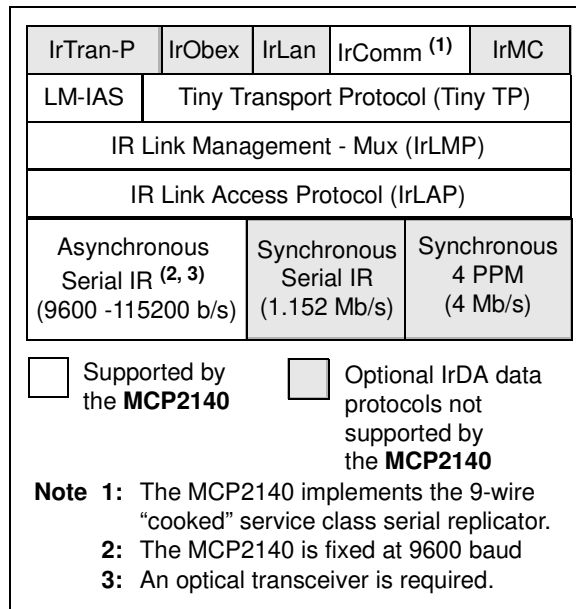 IrTran-P IrObex IrLan IrComm (1) IrMC
LM-IAS Tiny Transport Protocol (Tiny TP)
IR Link Management - Mux (IrLMP)
IR Link Access Protocol (IrLAP)
Asynchronous
Serial IR (2, 3)
(9600 -115200 b/s)
Synchronous
Serial IR
(1.152 Mb/s)
Synchronous
4 PPM
(4 Mb/s)
Supported by
the MCP2140
Optional IrDA data
protocols not
supported by
the MCP2140
Note 1: The MCP2140 implements the 9-wire
“cooked” service class serial replicator.
2: The MCP2140 is fixed at 9600 baud
3: An optical transceiver is required.